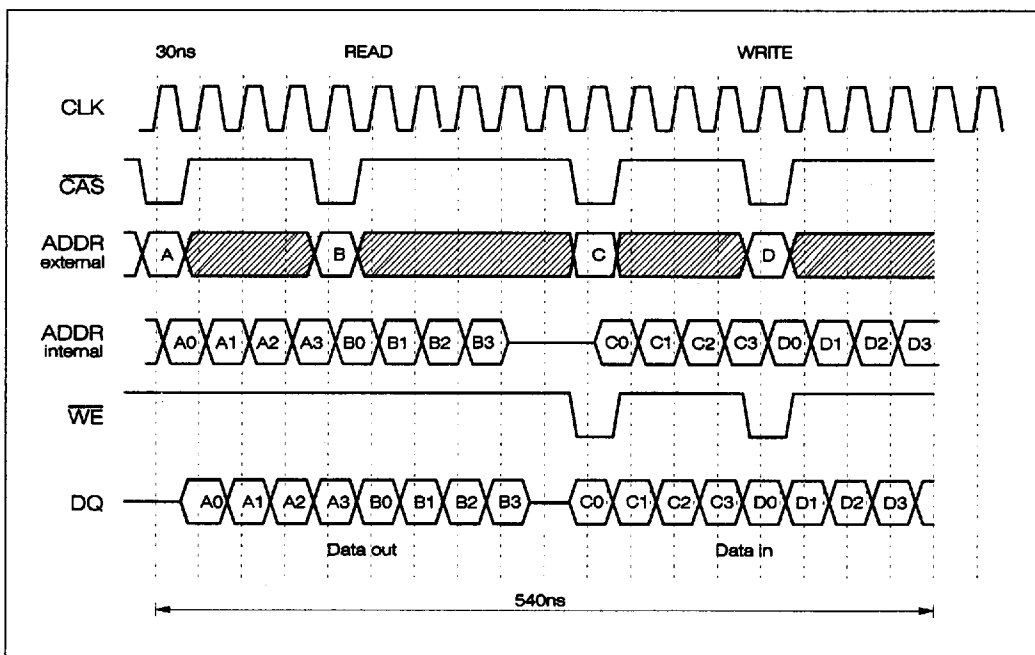 30ns READ WRITE
CLK
CAS
ADDR
external
A B C D
ADDR
internal
A0 A1 A2 A3 B0 B1 B2 B3 C0 C1 C2 C3 D0 D1 D2 D3
WE
DQ
A0 A1 A2 A3 B0 B1 B2 B3 C0 C1 C2 C3 D0 D1 D2 D3
Data out Data in
540ns